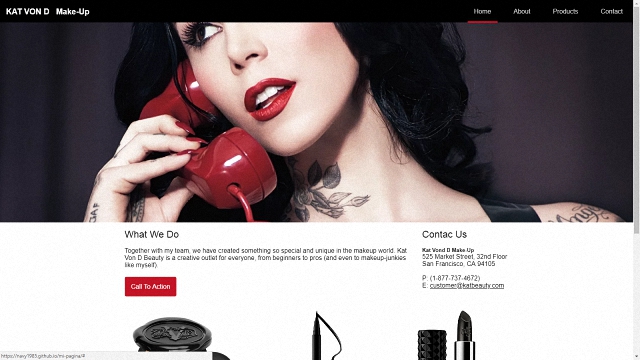 KAT VON D Make-Up
Home About Products Contact
What We Do
Together with my team, we have created something so special and unique in the makeup world. Kat
Von D Beauty is a creative outlet for everyone, from beginners to pros (and even to makeup-junkies
like myself).
Call To Action
Contac Us
Kat Vond D Make.Up
525 Market Street, 32nd Floor
San Francisco, CA 94105
P: (1-877-737-4672)
E: customer@katbeauty.com
https://navy1983.github.io/mi-pagina/#